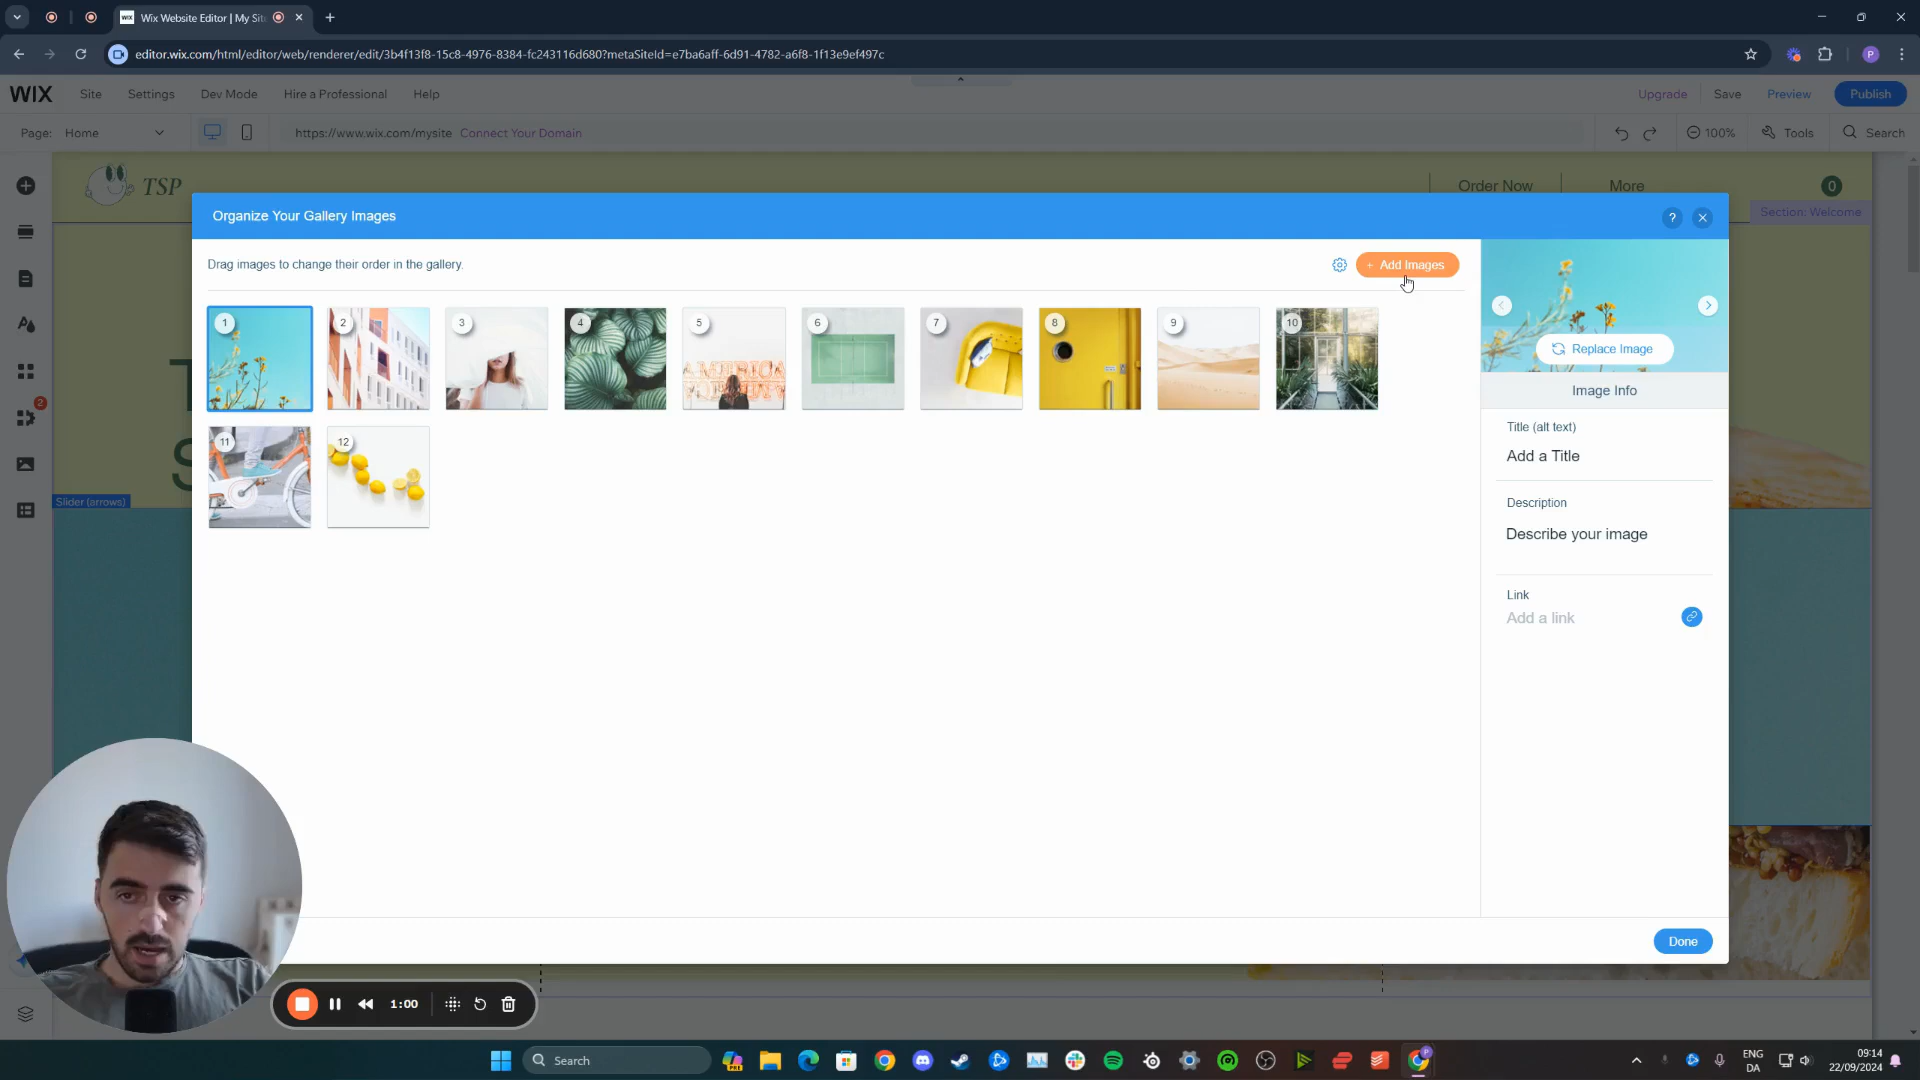 Wix Website Editor | My Sit
editor.wix.com/html/editor/web/renderer/edit/3b4f13f8-15c8-4976-8384-fc243116d680?metaSiteId=e7ba6aff-6d91-4782-a6f8-1f13e9ef497c
P
WIX
Site
Settings
Dev Mode
Hire a Professional
Help
Upgrade
Save
Preview
Publish
Page: Home
https://www.wix.com/mysite Connect Your Domain
100%
Tools
Search
TSP
Order Now
More
0
Section: Welcome
Organize Your Gallery Images
?
Drag images to change their order in the gallery.
+ Add Images
1
2
3
4
5
6
7
8
9
10
11
12
Replace Image
Image Info
Title (alt text)
Add a Title
Description
Describe your image
Link
Add a link
T
S
2
Slider (arrows)
Done
1:00
Search
ENG
DA
09:14
22/09/2024